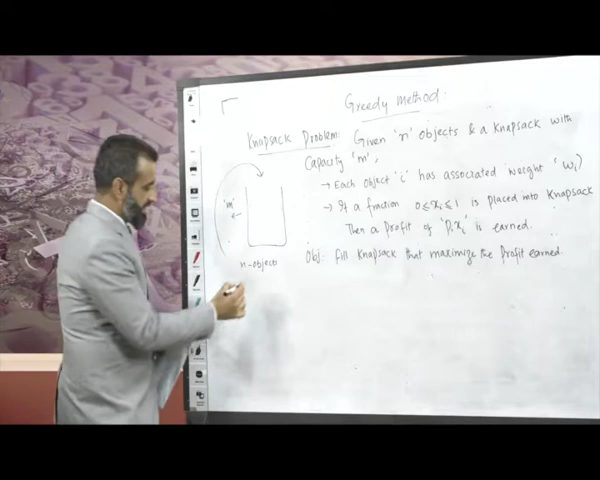 Greedy method.
Knapsack Problem: Given 'n' objects & a Knapsack with
Capacity 'm',
→ Each object 'i' has associated weight 'wi'
→ If a fraction 0≤xi≤1 is placed into Knapsack
Then a Profit of 'Pixi' is earned.
Obj: fill Knapsack that maximize the Profit earned.
'm'
n-objects